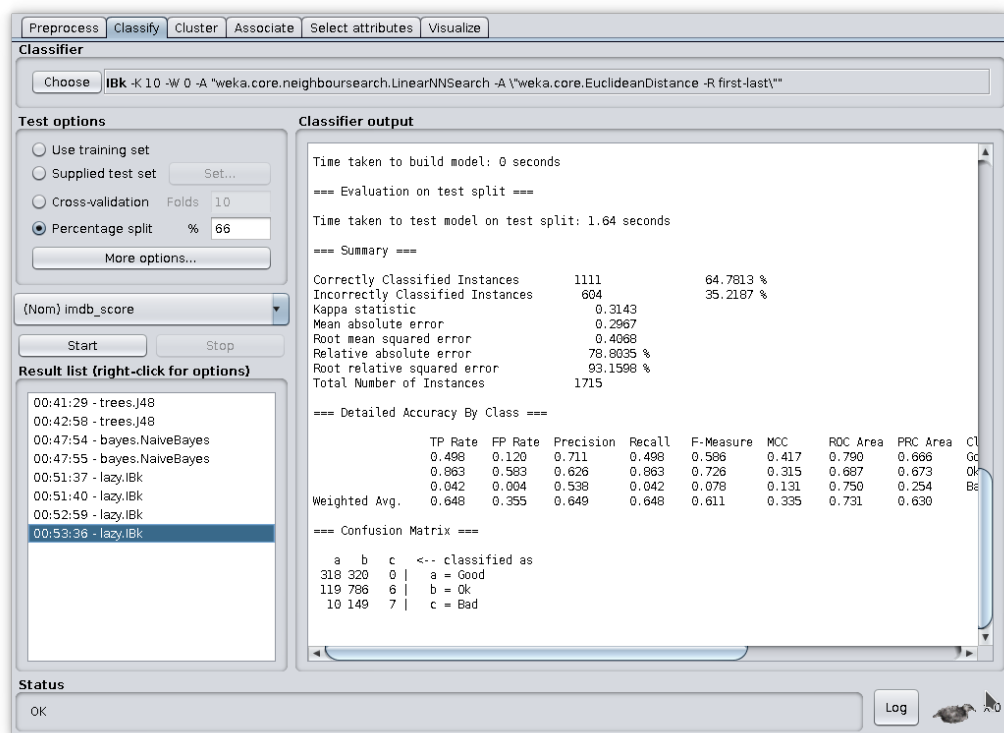 Preprocess Classify Cluster Associate Select attributes Visualize
Classifier
Choose IBk -K 10 -W 0 -A "weka.core.neighboursearch.LinearNNSearch -A \"weka.core.EuclideanDistance -R first-last\""
Test options
Use training set
Supplied test set Set...
Cross-validation Folds 10
Percentage split % 66
More options...
(Nom) imdb_score
Start Stop
Result list (right-click for options)
00:41:29 - trees.J48
00:42:58 - trees.J48
00:47:54 - bayes.NaiveBayes
00:47:55 - bayes.NaiveBayes
00:51:37 - lazy.IBk
00:51:40 - lazy.IBk
00:52:59 - lazy.IBk
00:53:36 - lazy.IBk
Classifier output
Time taken to build model: 0 seconds
=== Evaluation on test split ===
Time taken to test model on test split: 1.64 seconds
=== Summary ===
Correctly Classified Instances 1111 64.7813 %
Incorrectly Classified Instances 604 35.2187 %
Kappa statistic 0.3143
Mean absolute error 0.2967
Root mean squared error 0.4068
Relative absolute error 78.8035 %
Root relative squared error 93.1598 %
Total Number of Instances 1715
=== Detailed Accuracy By Class ===
TP Rate FP Rate Precision Recall F-Measure MCC ROC Area PRC Area Cl
0.498 0.120 0.711 0.498 0.586 0.417 0.790 0.666 Go
0.863 0.583 0.626 0.863 0.726 0.315 0.687 0.673 Ok
0.042 0.004 0.538 0.042 0.078 0.131 0.750 0.254 Ba
Weighted Avg. 0.648 0.355 0.649 0.648 0.611 0.335 0.731 0.630
=== Confusion Matrix ===
a b c <-- classified as
318 320 0 | a = Good
119 786 6 | b = Ok
10 149 7 | c = Bad
Status
OK
Log
x 0